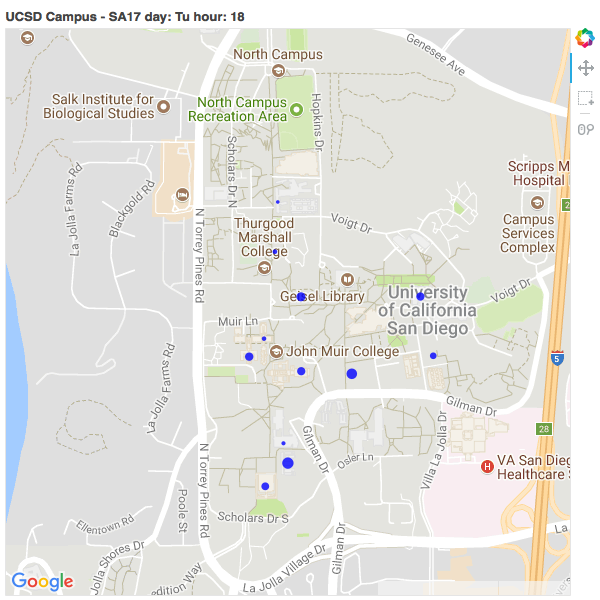 UCSD Campus - SA17 day: Tu hour: 18
Genesee Ave
North Campus
Salk Institute for
Biological Studies
North Campus
Recreation Area
Hopkins Dr
Scholars Dr N
Scripps M
Hospital
La Jolla Farms Rd
Blackgold Rd
N Torrey Pines Rd
Voigt Dr
Thurgood
Marshall
College
Campus
Services
Complex
Geisel Library
University
of California
San Diego
Voigt Dr
Muir Ln
John Muir College
La Jolla Farms Rd
5
Gilman Dr
Gilman Dr
Villa La Jolla Dr
28
N Torrey Pines Rd
Osler Ln
H
VA San Dieg
Healthcare
Poole St
Ellentown Rd
Scholars Dr S
Gilman Dr
La
La Jolla Village Dr
Jolla Shores Dr
edition Way
Google